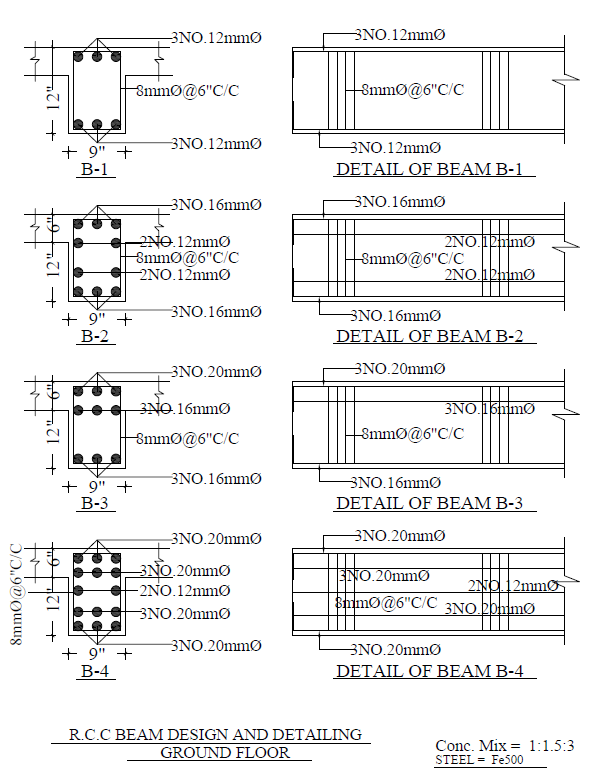 3NO.12mmØ
12"
8mmØ@6"C/C
3NO.12mmØ
9"
B-1
3NO.12mmØ
8mmØ@6"C/C
3NO.12mmØ
DETAIL OF BEAM B-1
3NO.16mmØ
6"
12"
2NO.12mmØ
8mmØ@6"C/C
2NO.12mmØ
3NO.16mmØ
9"
B-2
3NO.16mmØ
2NO.12mmØ
8mmØ@6"C/C
2NO.12mmØ
3NO.16mmØ
DETAIL OF BEAM B-2
3NO.20mmØ
6"
12"
3NO.16mmØ
8mmØ@6"C/C
3NO.16mmØ
9"
B-3
3NO.20mmØ
3NO.16mmØ
8mmØ@6"C/C
3NO.16mmØ
DETAIL OF BEAM B-3
3NO.20mmØ
6"
12"
8mmØ@6"C/C
3NO.20mmØ
2NO.12mmØ
3NO.20mmØ
3NO.20mmØ
9"
B-4
3NO.20mmØ
3NO.20mmØ
2NO.12mmØ
8mmØ@6"C/C
3NO.20mmØ
3NO.20mmØ
DETAIL OF BEAM B-4
R.C.C BEAM DESIGN AND DETAILING
GROUND FLOOR
Conc. Mix = 1:1.5:3
STEEL = Fe500